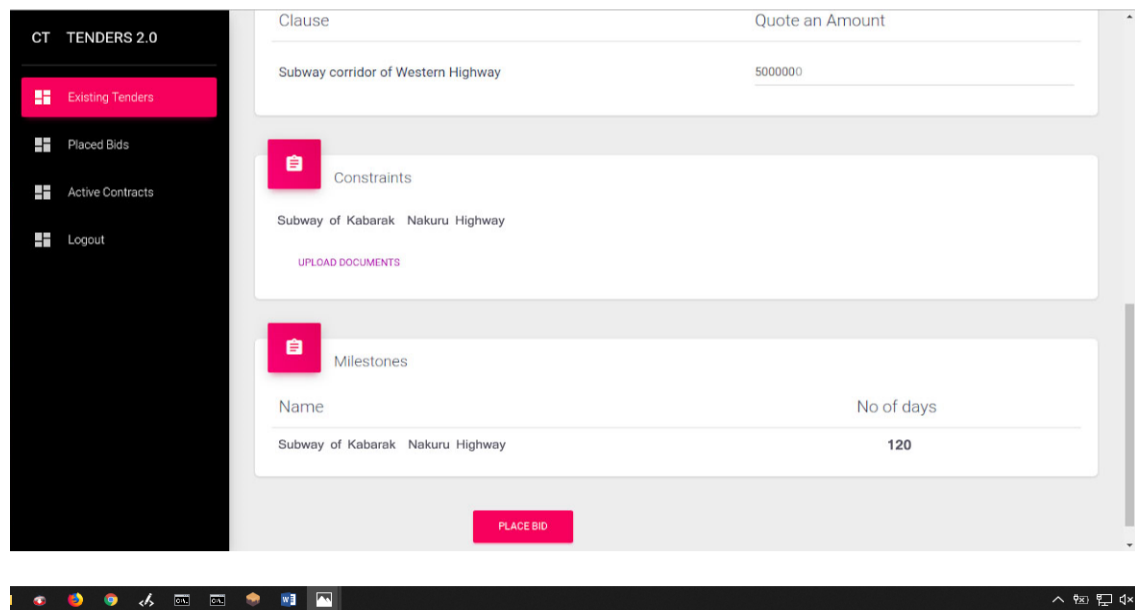 CT TENDERS 2.0
Existing Tenders
Placed Bids
Active Contracts
Logout
Clause Quote an Amount
Subway corridor of Western Highway 5000000
Constraints
Subway of Kabarak Nakuru Highway
UPLOAD DOCUMENTS
Milestones
Name No of days
Subway of Kabarak Nakuru Highway 120
PLACE BID